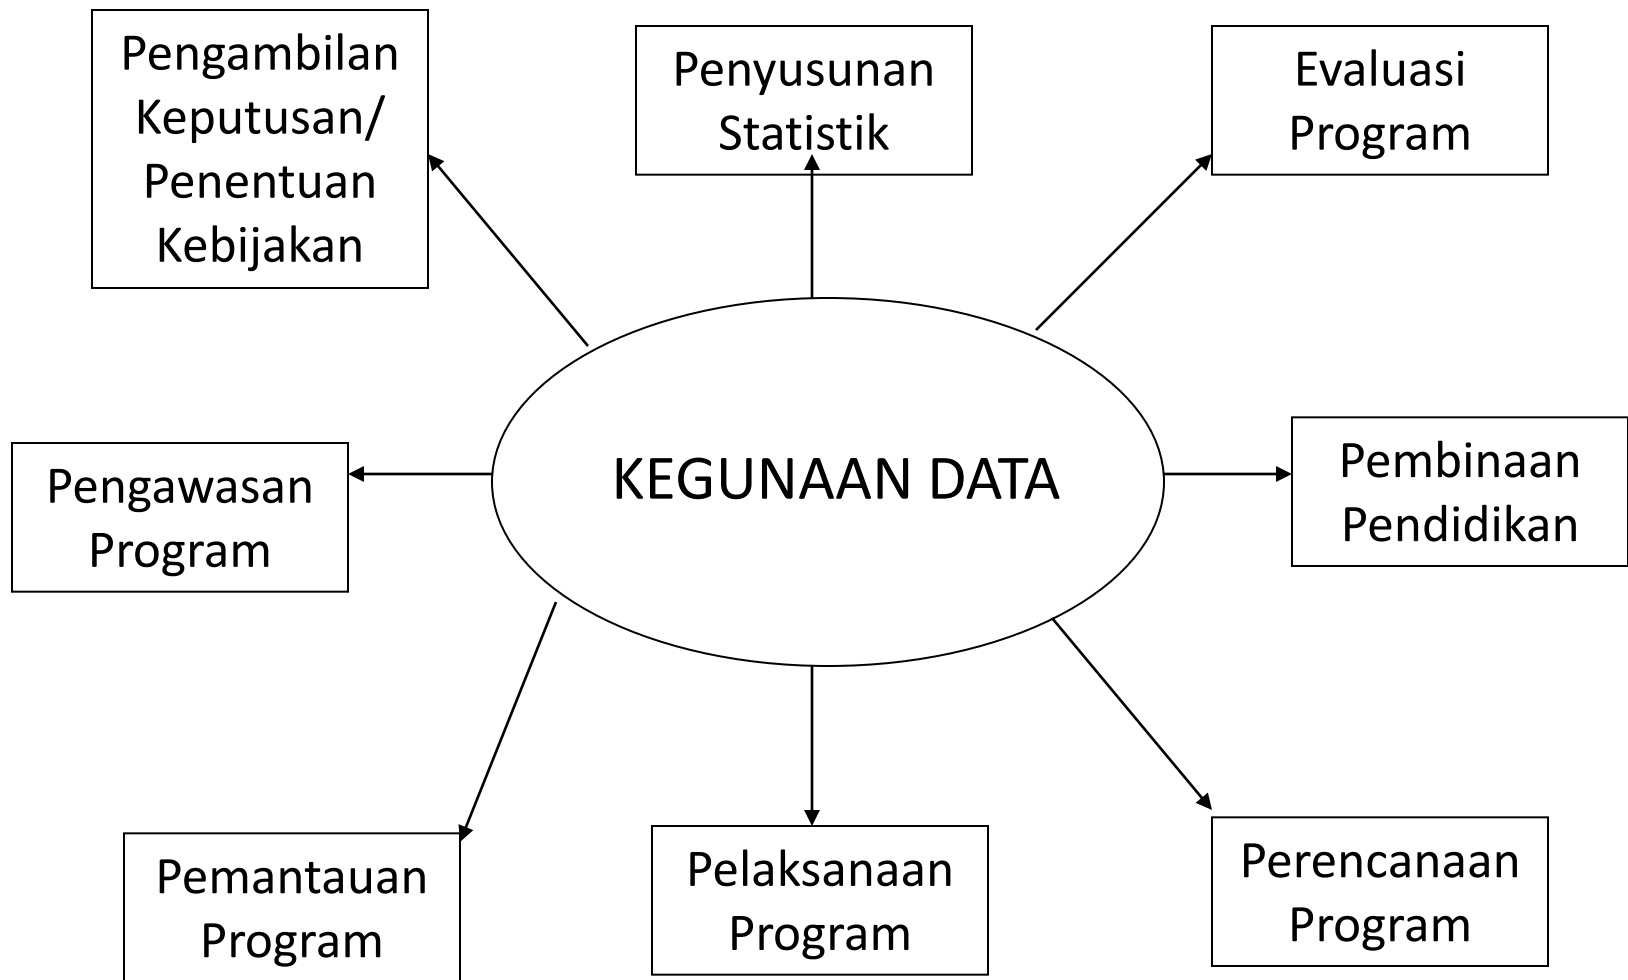 Pengambilan
Keputusan/
Penentuan
Kebijakan
Penyusunan
Statistik
Evaluasi
Program
Pengawasan
Program
KEGUNAAN DATA
Pembinaan
Pendidikan
Pemantauan
Program
Pelaksanaan
Program
Perencanaan
Program